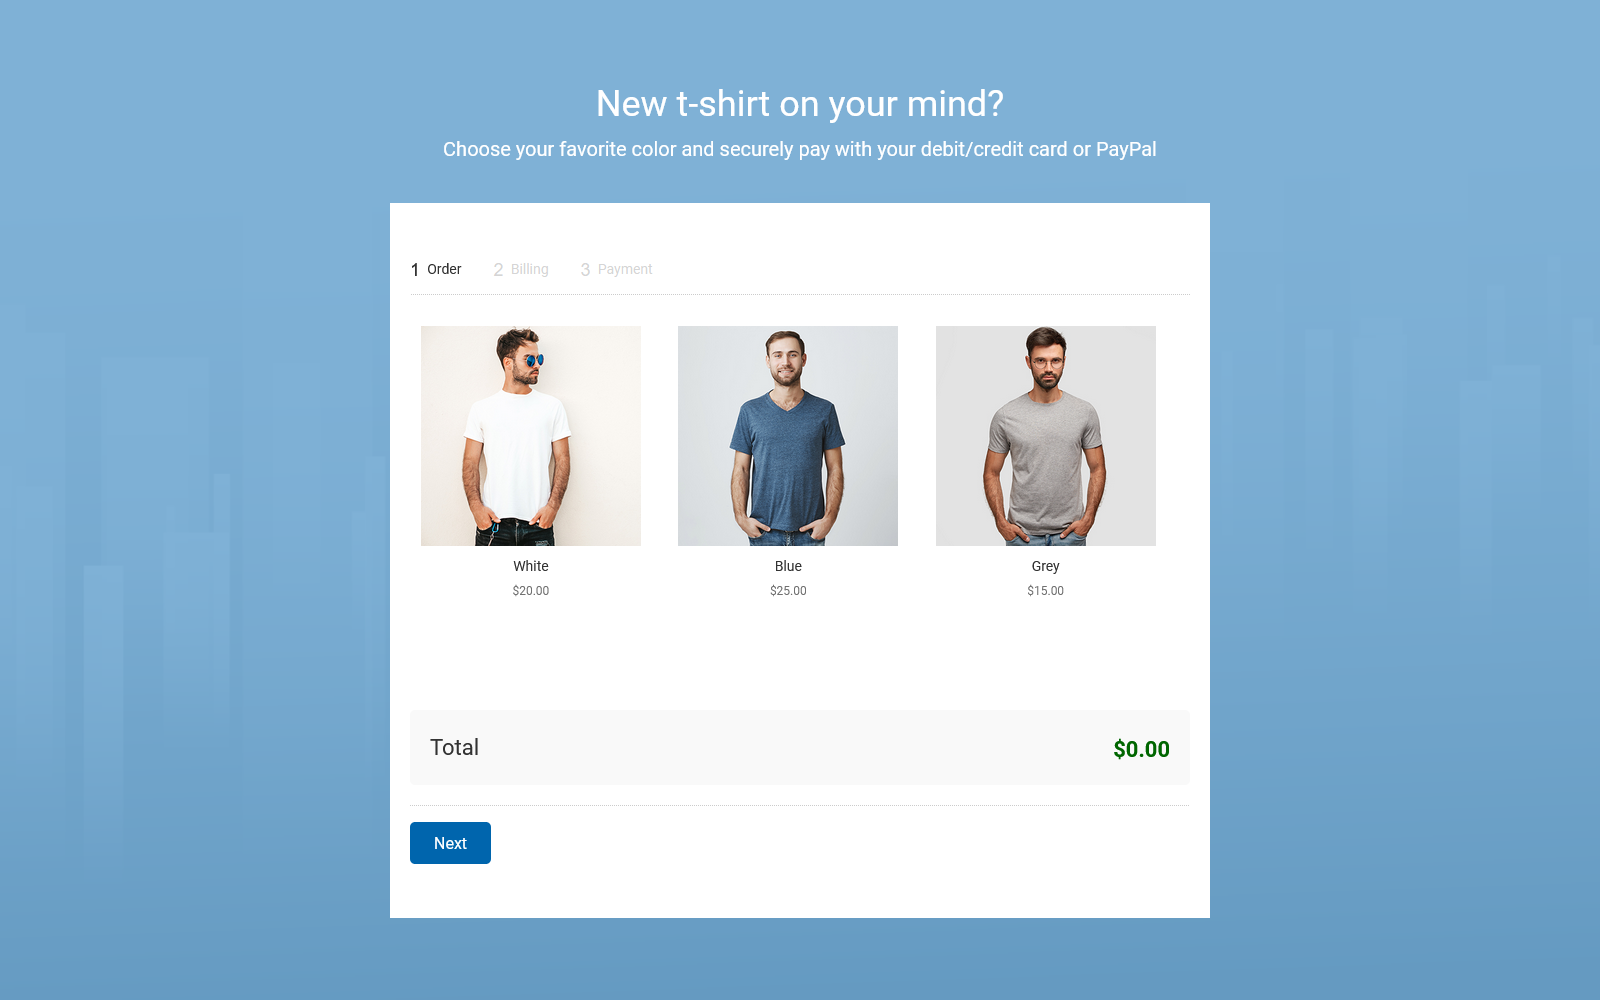 New t-shirt on your mind?
Choose your favorite color and securely pay with your debit/credit card or PayPal
1 Order 2 Billing 3 Payment
White Blue Grey
$20.00 $25.00 $15.00
Total $0.00
Next